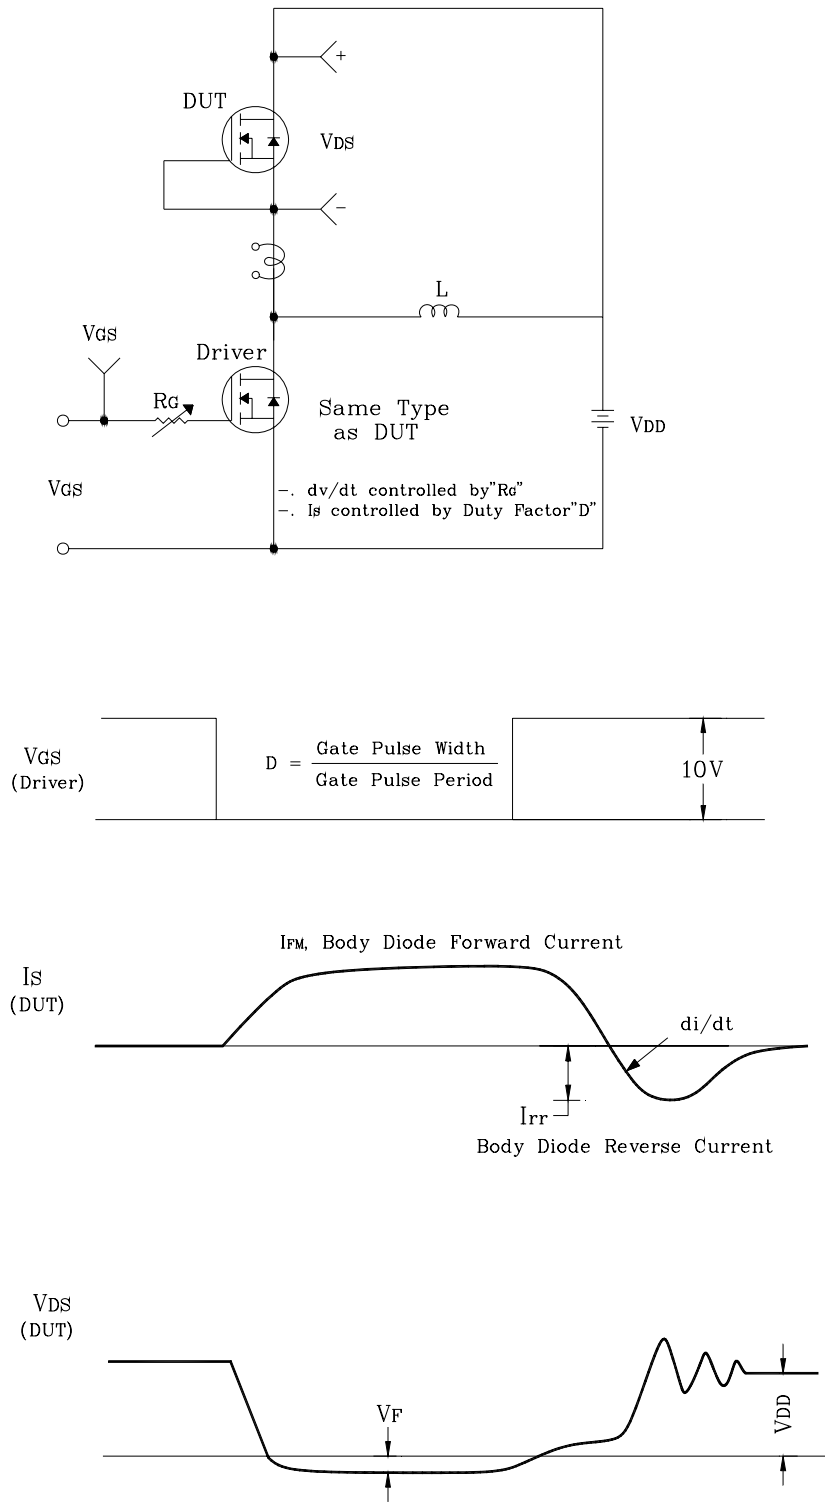 +
DUT
VDS
−
L
VGS
Driver
RG
Same Type
as DUT
VDD
VGS
−. dv/dt controlled by"RG"
−. Is controlled by Duty Factor"D"
VGS
(Driver)
D = Gate Pulse Width
Gate Pulse Period
10V
IFM, Body Diode Forward Current
IS
(DUT)
di/dt
Irr
Body Diode Reverse Current
VDS
(DUT)
VF
VDD